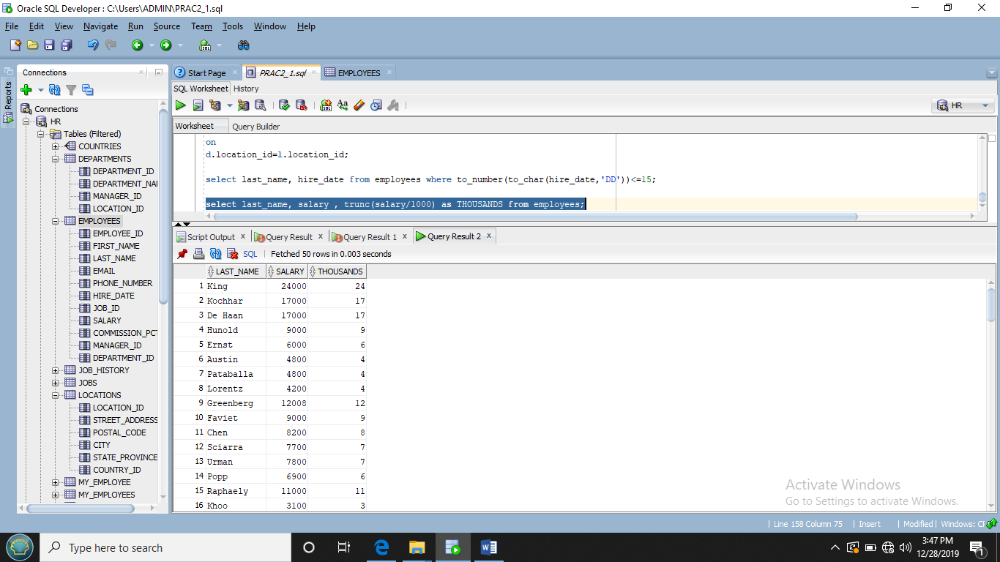 Oracle SQL Developer : C:\Users\ADMIN\PRAC2_1.sql
File Edit View Navigate Run Source Team Tools Window Help
Reports
Connections
Connections
HR
Tables (Filtered)
COUNTRIES
DEPARTMENTS
DEPARTMENT_ID
DEPARTMENT_NAI
MANAGER_ID
LOCATION_ID
EMPLOYEES
EMPLOYEE_ID
FIRST_NAME
LAST_NAME
EMAIL
PHONE_NUMBER
HIRE_DATE
JOB_ID
SALARY
COMMISSION_PCT
MANAGER_ID
DEPARTMENT_ID
JOB_HISTORY
JOBS
LOCATIONS
LOCATION_ID
STREET_ADDRESS
POSTAL_CODE
CITY
STATE_PROVINCE
COUNTRY_ID
MY_EMPLOYEE
MY_EMPLOYEES
Start Page PRAC2_1.sql EMPLOYEES
SQL Worksheet History
HR
Worksheet Query Builder
on
d.location_id=l.location_id;
select last_name, hire_date from employees where to_number(to_char(hire_date,'DD'))<=15;
select last_name, salary , trunc(salary/1000) as THOUSANDS from employees;
Script Output x Query Result x Query Result 1 x Query Result 2 x
SQL | Fetched 50 rows in 0.003 seconds
LAST_NAME SALARY THOUSANDS
1 King 24000 24
2 Kochhar 17000 17
3 De Haan 17000 17
4 Hunold 9000 9
5 Ernst 6000 6
6 Austin 4800 4
7 Pataballa 4800 4
8 Lorentz 4200 4
9 Greenberg 12008 12
10 Faviet 9000 9
11 Chen 8200 8
12 Sciarra 7700 7
13 Urman 7800 7
14 Popp 6900 6
15 Raphaely 11000 11
16 Khoo 3100 3
Activate Windows
Go to Settings to activate Windows.
| Line 158 Column 75 | Insert | Modified | Windows: CR
Type here to search
3:47 PM
12/28/2019
1